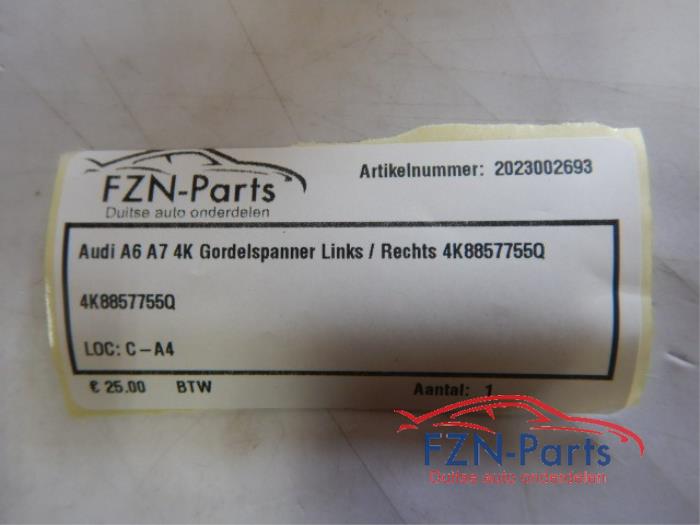 FZN-Parts
Duitse auto onderdelen
Artikelnummer: 2023002693
Audi A6 A7 4K Gordelspanner Links / Rechts 4K8857755Q
4K8857755Q
LOC: C-A4
€ 25.00 BTW Aantal: 1
FZN-Parts
Duitse auto onderdelen